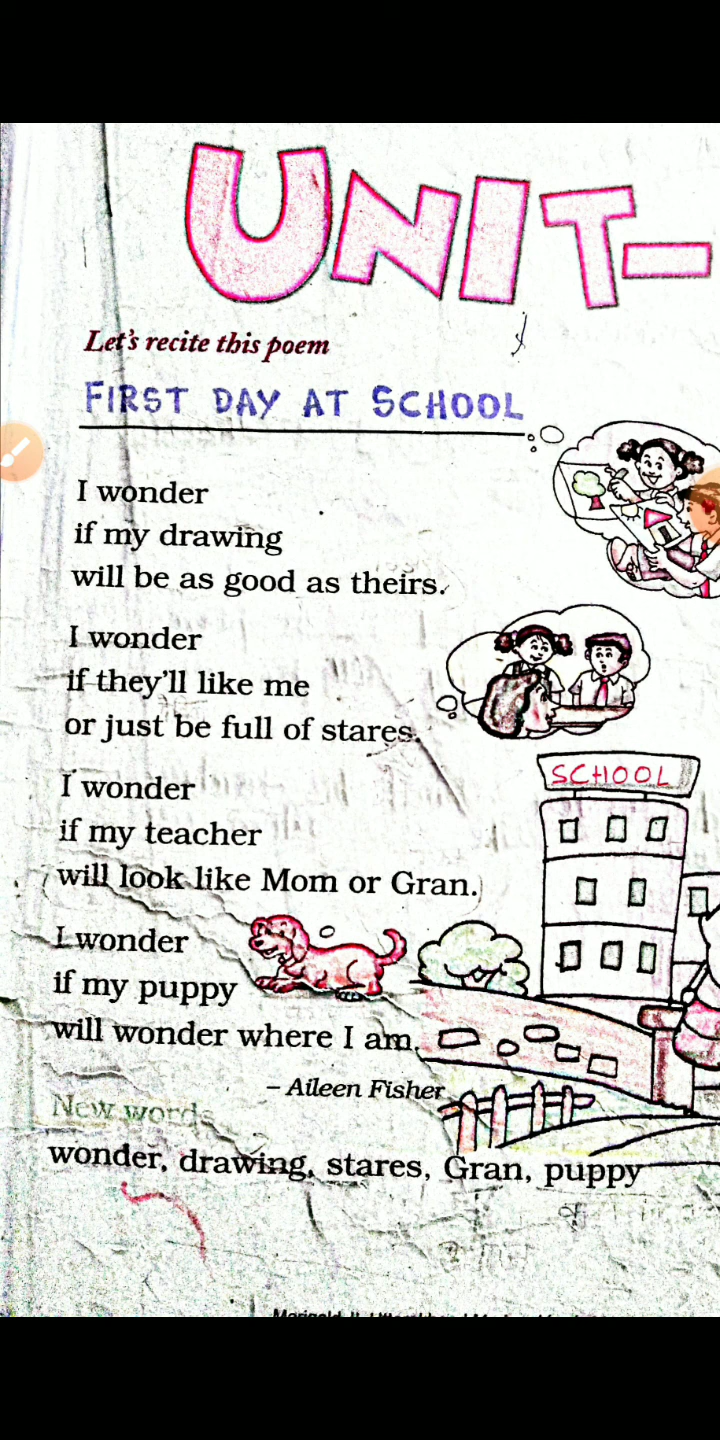 UNIT-
Let's recite this poem
FIRST DAY AT SCHOOL
I wonder
if my drawing
will be as good as theirs.
I wonder
if they'll like me
or just be full of stares.
SCHOOL
I wonder
if my teacher
will look like Mom or Gran.
I wonder
if my puppy
will wonder where I am.
– Aileen Fisher
New words
wonder, drawing, stares, Gran, puppy